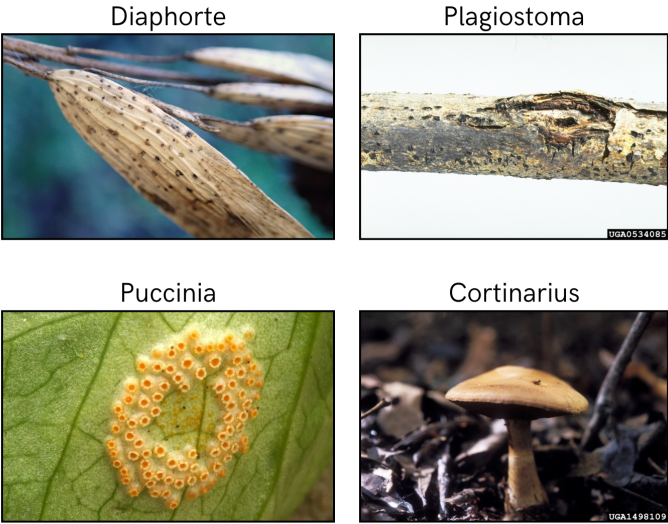 Diaphorte
Plagiostoma
UGA0534085
Puccinia
Cortinarius
UGA1498109